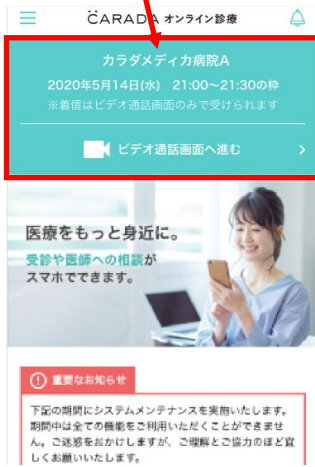 CARADA オンライン診療
カラダメディカ病院A
2020年5月14日(水) 21:00～21:30の枠
※着信はビデオ通話画面のみで受けられます
ビデオ通話画面へ進む
医療をもっと身近に。
受診や医師への相談が
スマホでできます。
重要なお知らせ
下記の期間にシステムメンテナンスを実施いたします。
期間中は全ての機能をご利用いただくことができませ
ん。ご迷惑をおかけしますが、ご理解とご協力のほど宜
しくお願いいたします。